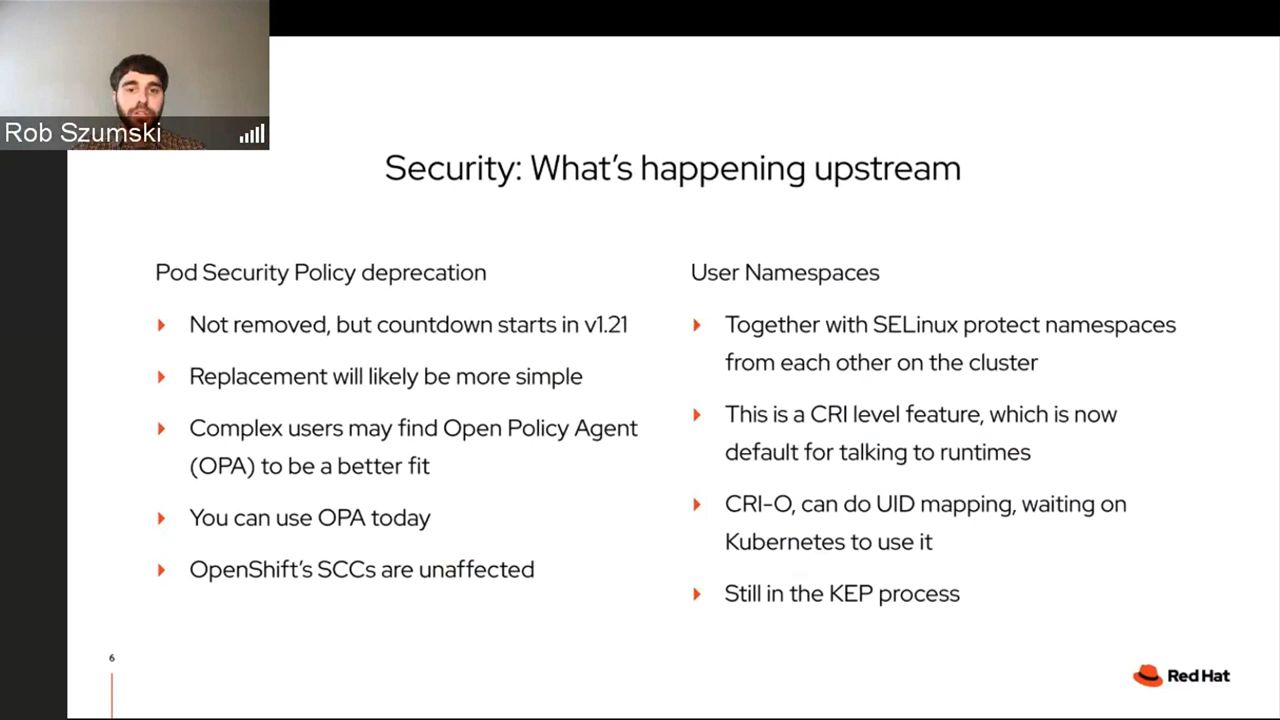 Rob Szumski
Security: What's happening upstream
Pod Security Policy deprecation
Not removed, but countdown starts in v1.21
Replacement will likely be more simple
Complex users may find Open Policy Agent
(OPA) to be a better fit
You can use OPA today
OpenShift's SCCs are unaffected
User Namespaces
Together with SELinux protect namespaces
from each other on the cluster
This is a CRI level feature, which is now
default for talking to runtimes
CRI-O, can do UID mapping, waiting on
Kubernetes to use it
Still in the KEP process
6
Red Hat